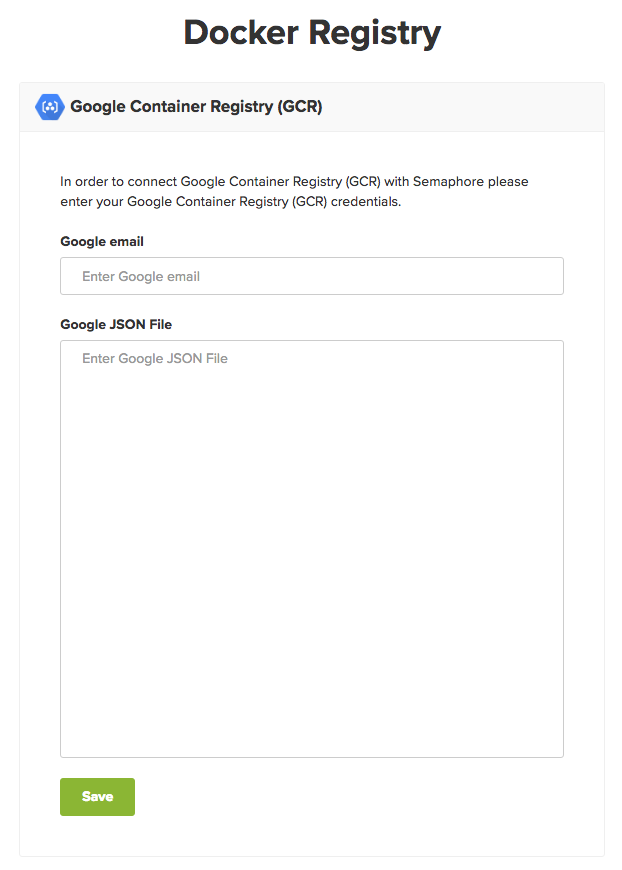 Docker Registry
Google Container Registry (GCR)
In order to connect Google Container Registry (GCR) with Semaphore please
enter your Google Container Registry (GCR) credentials.
Google email
Enter Google email
Google JSON File
Enter Google JSON File
Save